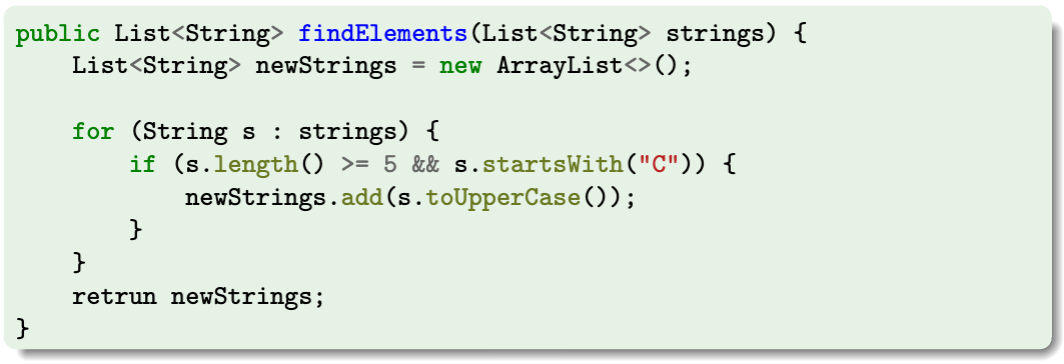 public List<String> findElements(List<String> strings) {
    List<String> newStrings = new ArrayList<>();
    for (String s : strings) {
        if (s.length() >= 5 && s.startsWith("C")) {
            newStrings.add(s.toUpperCase());
        }
    }
    retrun newStrings;
}